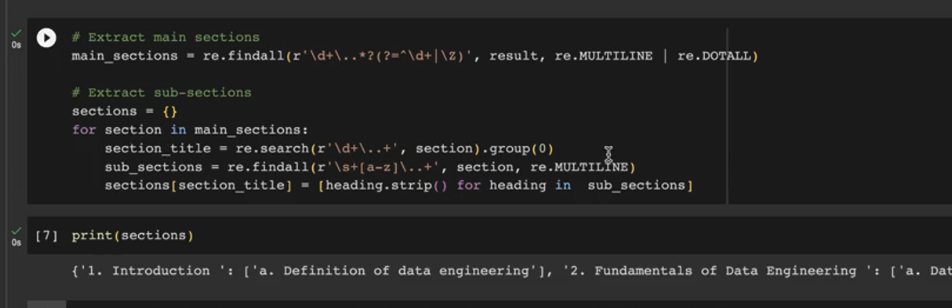 # Extract main sections
0s
main_sections = re.findall(r'\d+\..*?(?=^\d+|\Z)', result, re.MULTILINE | re.DOTALL)
# Extract sub-sections
sections = {}
for section in main_sections:
section_title = re.search(r'\d+\..+', section).group(0)
sub_sections = re.findall(r'\s+[a-z]\..+', section, re.MULTILINE)
sections[section_title] = [heading.strip() for heading in  sub_sections]
0s
[7] print(sections)
{'1. Introduction ': ['a. Definition of data engineering'], '2. Fundamentals of Data Engineering ': ['a. Dat